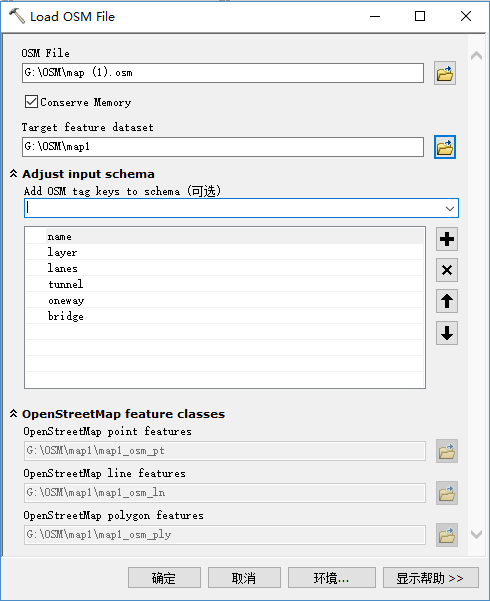 Load OSM File
OSM File
G:\OSM\map (1).osm
Conserve Memory
Target feature dataset
G:\OSM\map1
Adjust input schema
Add OSM tag keys to schema (可选)
name
layer
lanes
tunnel
oneway
bridge
OpenStreetMap feature classes
OpenStreetMap point features
G:\OSM\map1\map1_osm_pt
OpenStreetMap line features
G:\OSM\map1\map1_osm_ln
OpenStreetMap polygon features
G:\OSM\map1\map1_osm_ply
确定 取消 环境... 显示帮助 >>